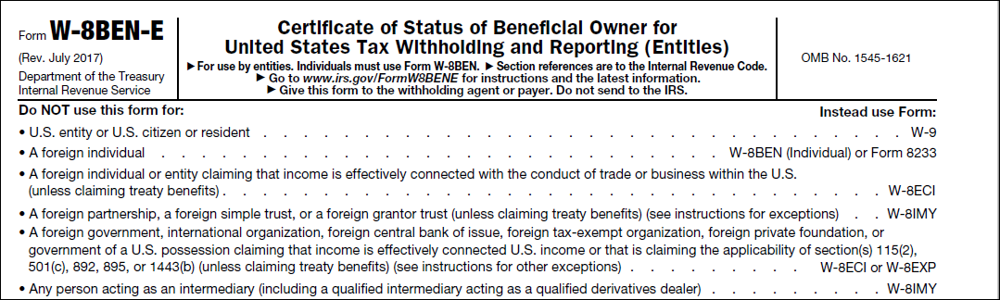 Form W-8BEN-E
(Rev. July 2017)
Department of the Treasury
Internal Revenue Service
Certificate of Status of Beneficial Owner for
United States Tax Withholding and Reporting (Entities)
▶ For use by entities. Individuals must use Form W-8BEN. ▶ Section references are to the Internal Revenue Code.
▶ Go to www.irs.gov/FormW8BENE for instructions and the latest information.
▶ Give this form to the withholding agent or payer. Do not send to the IRS.
OMB No. 1545-1621
Do NOT use this form for: Instead use Form:
• U.S. entity or U.S. citizen or resident . . . . . . . . . . . . . . . . . . . . . . . . . . . . . W-9
• A foreign individual . . . . . . . . . . . . . . . . . . . . . . . . . W-8BEN (Individual) or Form 8233
• A foreign individual or entity claiming that income is effectively connected with the conduct of trade or business within the U.S.
(unless claiming treaty benefits) . . . . . . . . . . . . . . . . . . . . . . . . . . . . . . W-8ECI
• A foreign partnership, a foreign simple trust, or a foreign grantor trust (unless claiming treaty benefits) (see instructions for exceptions) . . W-8IMY
• A foreign government, international organization, foreign central bank of issue, foreign tax-exempt organization, foreign private foundation, or
government of a U.S. possession claiming that income is effectively connected U.S. income or that is claiming the applicability of section(s) 115(2),
501(c), 892, 895, or 1443(b) (unless claiming treaty benefits) (see instructions for other exceptions) . . . . . . . . . W-8ECI or W-8EXP
• Any person acting as an intermediary (including a qualified intermediary acting as a qualified derivatives dealer) . . . . . . . . . W-8IMY